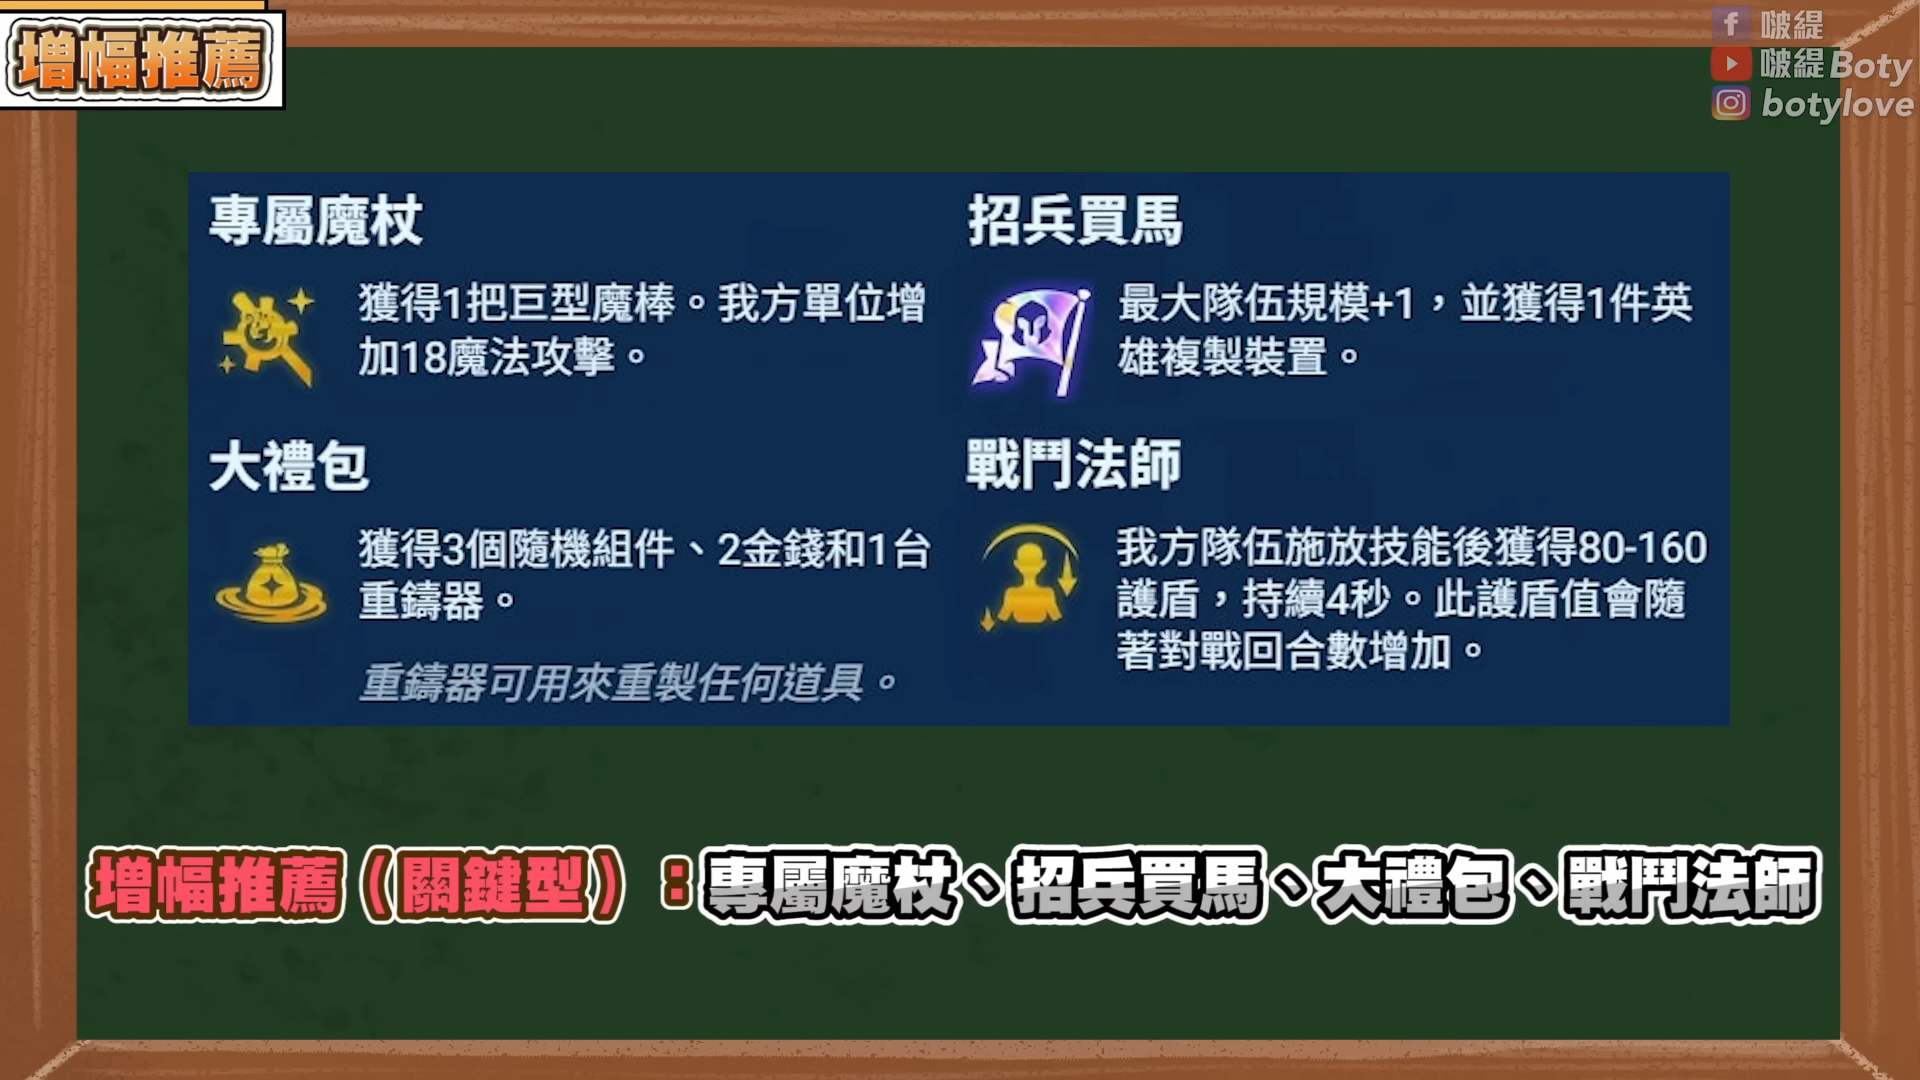 增幅推薦
啵緹
啵緹Boty
botylove
專屬魔杖
獲得1把巨型魔棒。我方單位增
加18魔法攻擊。
招兵買馬
最大隊伍規模+1，並獲得1件英
雄複製裝置。
大禮包
獲得3個隨機組件、2金錢和1台
重鑄器。
重鑄器可用來重製任何道具。
戰鬥法師
我方隊伍施放技能後獲得80-160
護盾，持續4秒。此護盾值會隨
著對戰回合數增加。
增幅推薦（關鍵型）：專屬魔杖、招兵買馬、大禮包、戰鬥法師